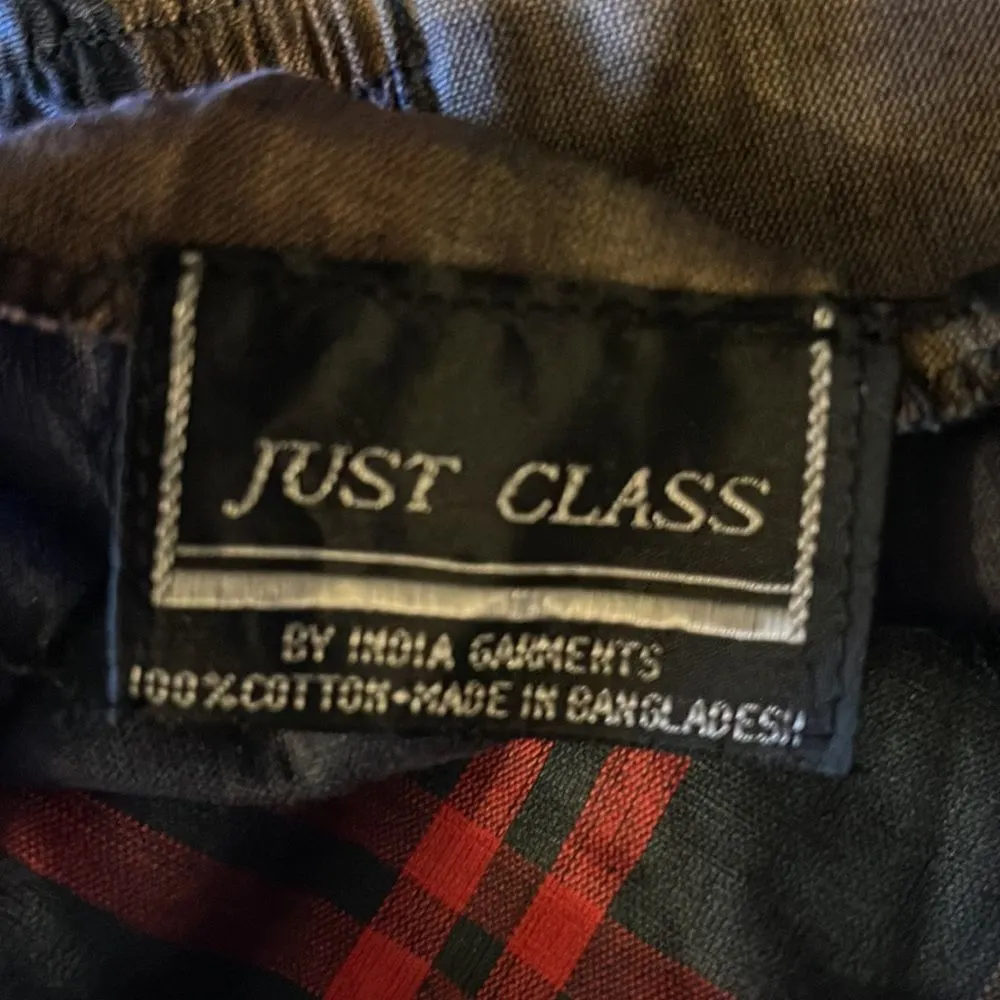 JUST CLASS
BY INDIA GARMENTS
100%COTTON•MADE IN BANGLADESH